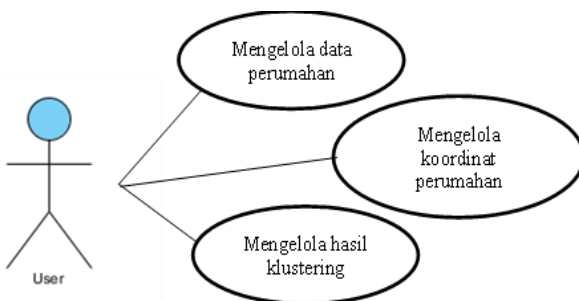 Mengelola data
perumahan
Mengelola
koordinat
perumahan
Mengelola hasil
klustering
User